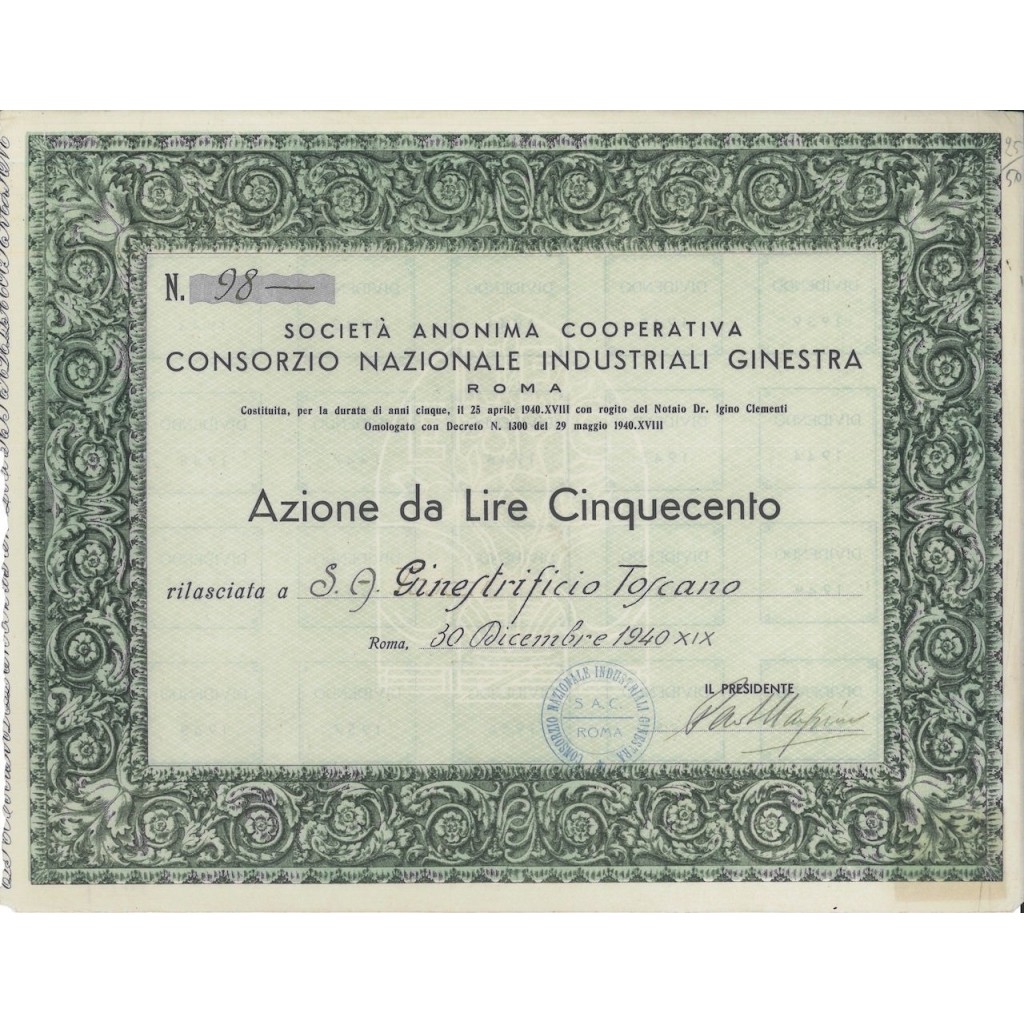 95
50
N. 98 —
SOCIETÀ ANONIMA COOPERATIVA
CONSORZIO NAZIONALE INDUSTRIALI GINESTRA
ROMA
Costituita, per la durata di anni cinque, il 25 aprile 1940.XVIII con rogito del Notaio Dr. Igino Clementi
Omologato con Decreto N. 1300 del 29 maggio 1940.XVIII
Azione da Lire Cinquecento
rilasciata a S. A. Ginestrificio Toscano
Roma, 30 Dicembre 1940 XIX
IL PRESIDENTE
CONSORZIO NAZIONALE INDUSTRIALI GINESTRA
S. A. C.
ROMA